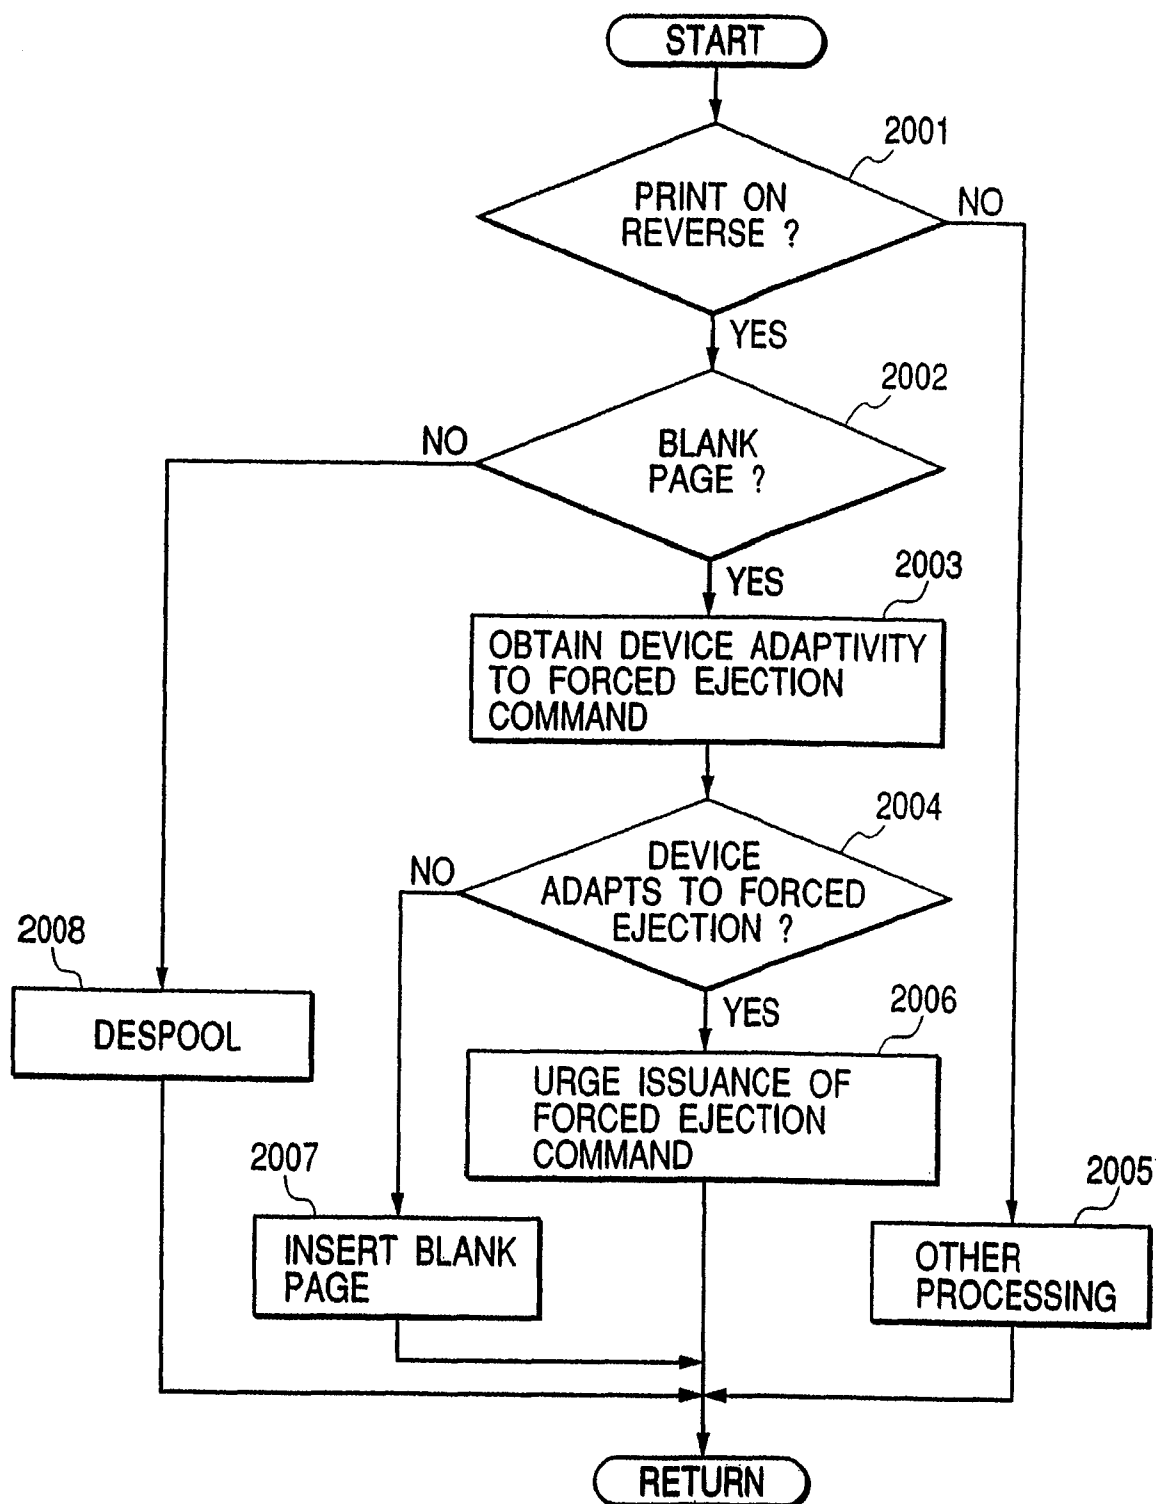 START
2001
PRINT ON
REVERSE ?
NO
YES
2002
BLANK
PAGE ?
NO
YES
2003
OBTAIN DEVICE ADAPTIVITY
TO FORCED EJECTION
COMMAND
2004
DEVICE
ADAPTS TO FORCED
EJECTION ?
NO
YES
2008
DESPOOL
2006
URGE ISSUANCE OF
FORCED EJECTION
COMMAND
2007
INSERT BLANK
PAGE
2005
OTHER
PROCESSING
RETURN